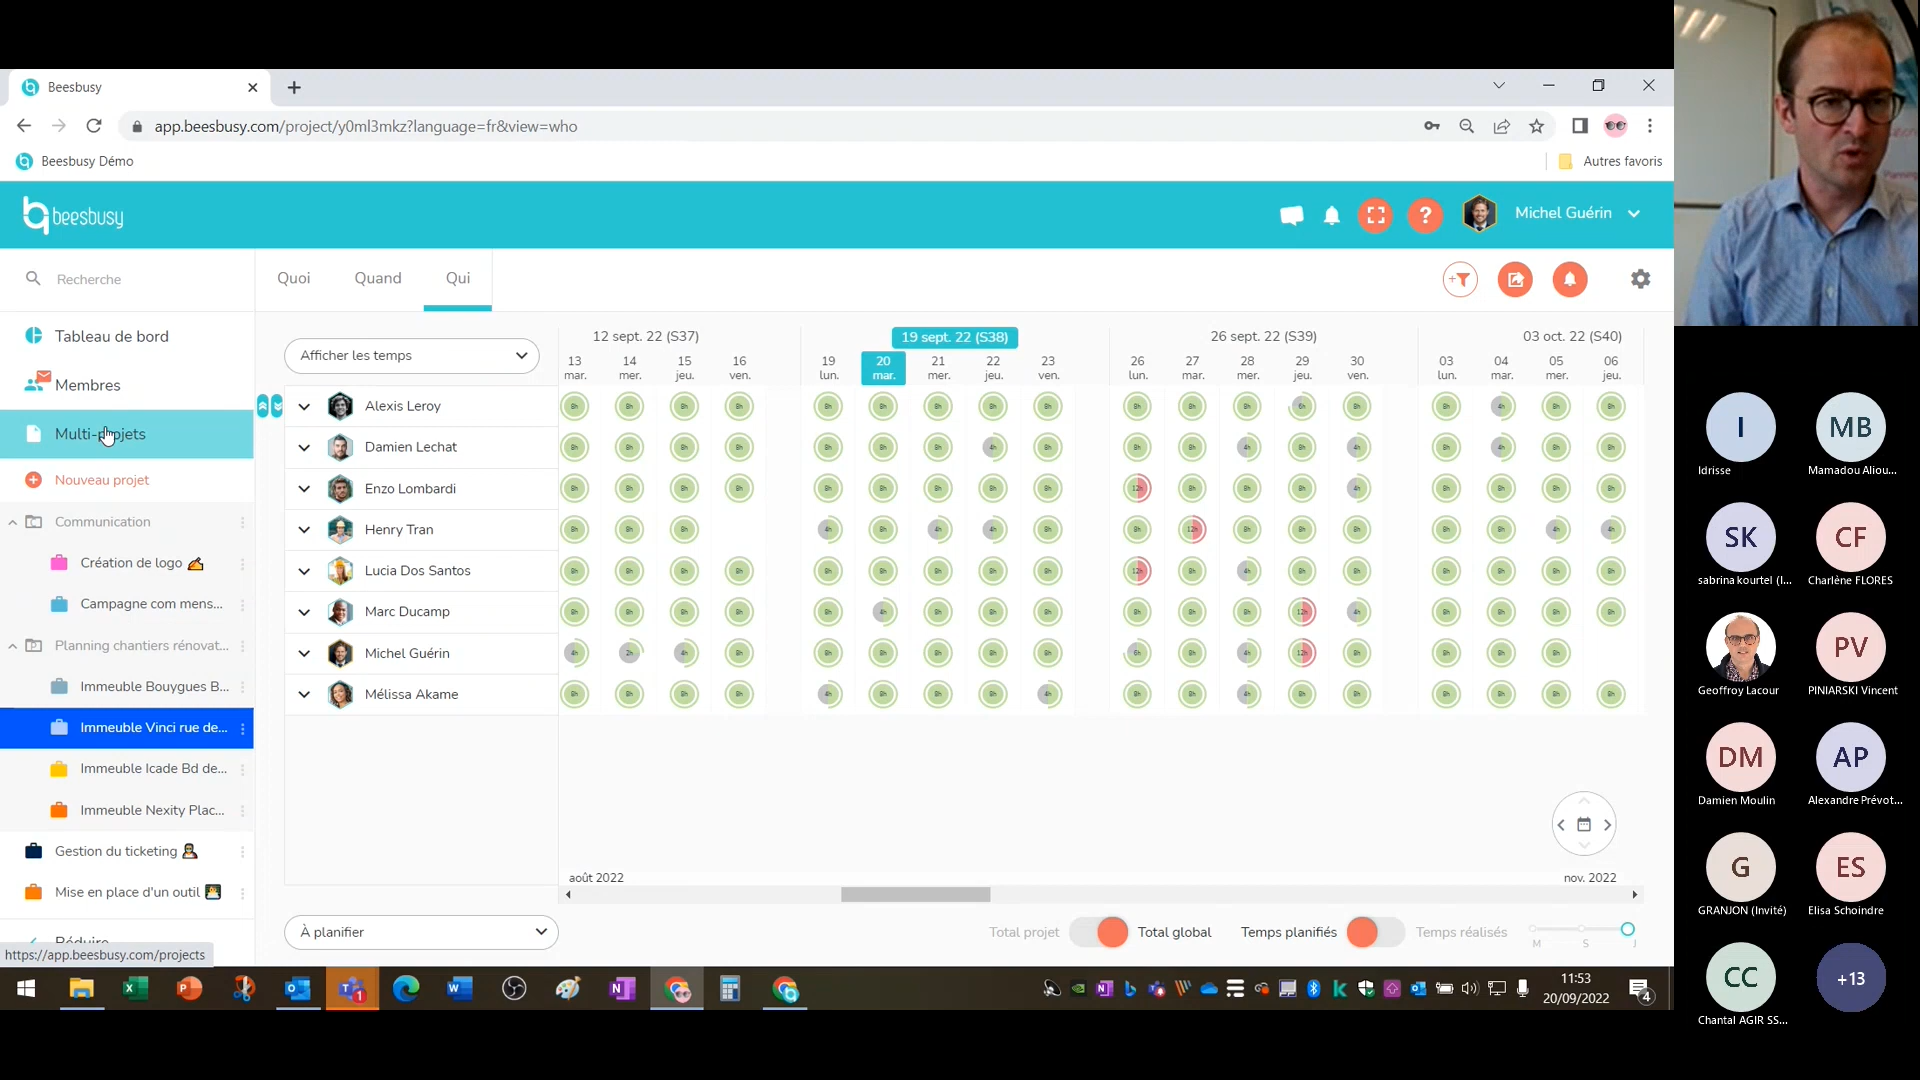 Beesbusy
app.beesbusy.com/project/y0ml3mkz?language=fr&view=who
Beesbusy Démo
Autres favoris
beesbusy
Michel Guérin
Recherche
Quoi
Quand
Qui
Tableau de bord
Membres
Multi-projets
Nouveau projet
Communication
Création de logo
Campagne com mens...
Planning chantiers rénovat...
Immeuble Bouygues B...
Immeuble Vinci rue de...
Immeuble Icade Bd de...
Immeuble Nexity Plac...
Gestion du ticketing
Mise en place d'un outil
Réduire
https://app.beesbusy.com/projects
Afficher les temps
12 sept. 22 (S37)
19 sept. 22 (S38)
26 sept. 22 (S39)
03 oct. 22 (S40)
13 14 15 16 19 20 21 22 23 26 27 28 29 30 03 04 05 06
mar. mer. jeu. ven. lun. mar. mer. jeu. ven. lun. mar. mer. jeu. ven. lun. mar. mer. jeu.
Alexis Leroy
Damien Lechat
Enzo Lombardi
Henry Tran
Lucia Dos Santos
Marc Ducamp
Michel Guérin
Mélissa Akame
août 2022
nov. 2022
À planifier
Total projet
Total global
Temps planifiés
Temps réalisés
M S J
11:53
20/09/2022
4
1
I
Idrisse
MB
Mamadou Aliou...
SK
sabrina kourtel (I...
CF
Charlène FLORES
Geoffroy Lacour
PV
PINIARSKI Vincent
DM
Damien Moulin
AP
Alexandre Prévot...
G
GRANJON (Invité)
ES
Elisa Schoindre
CC
Chantal AGIR SS...
+13